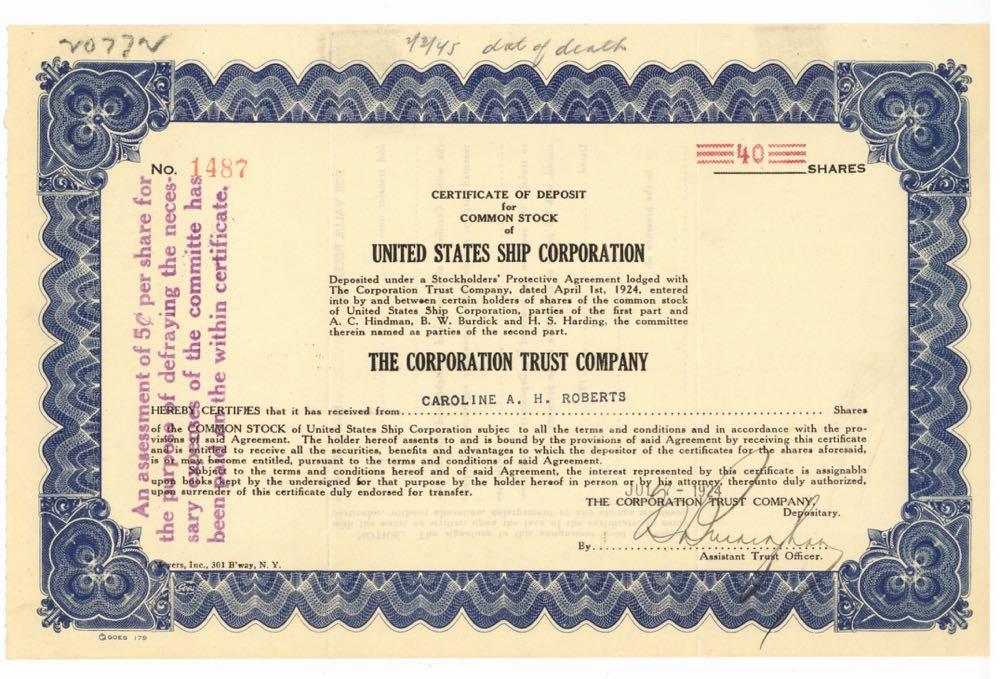 2/2/45 dat of death
No. 1487
40 SHARES
CERTIFICATE OF DEPOSIT
for
COMMON STOCK
of
UNITED STATES SHIP CORPORATION
Deposited under a Stockholders' Protective Agreement lodged with
The Corporation Trust Company, dated April 1st, 1924, entered
into by and between certain holders of shares of the common stock
of United States Ship Corporation, parties of the first part and
A. C. Hindman, B. W. Burdick and H. S. Harding, the committee
therein named as parties of the second part.
THE CORPORATION TRUST COMPANY
CAROLINE A. H. ROBERTS
HEREBY CERTIFIES that it has received from Shares
of the COMMON STOCK of United States Ship Corporation subjec to all the terms and conditions and in accordance with the pro-
visions of said Agreement. The holder hereof assents to and is bound by the provisions of said Agreement by receiving this certificate
and is entitled to receive all the securities, benefits and advantages to which the depositor of the certificates for the shares aforesaid,
is or may become entitled, pursuant to the terms and conditions of said Agreement.
Subject to the terms and conditions hereof and of said Agreement, the interest represented by this certificate is assignable
upon books kept by the undersigned for that purpose by the holder hereof in person or by his attorney, thereunto duly authorized,
upon surrender of this certificate duly endorsed for transfer.
1924
THE CORPORATION TRUST COMPANY,
Depositary.
By
Assistant Trust Officer.
An assessment of 5¢ per share for
the purpose of defraying the neces-
sary expenses of the committe has
been paid on the within certificate.
Meyers, Inc., 301 B'way, N. Y.
GOES
©GOES 179